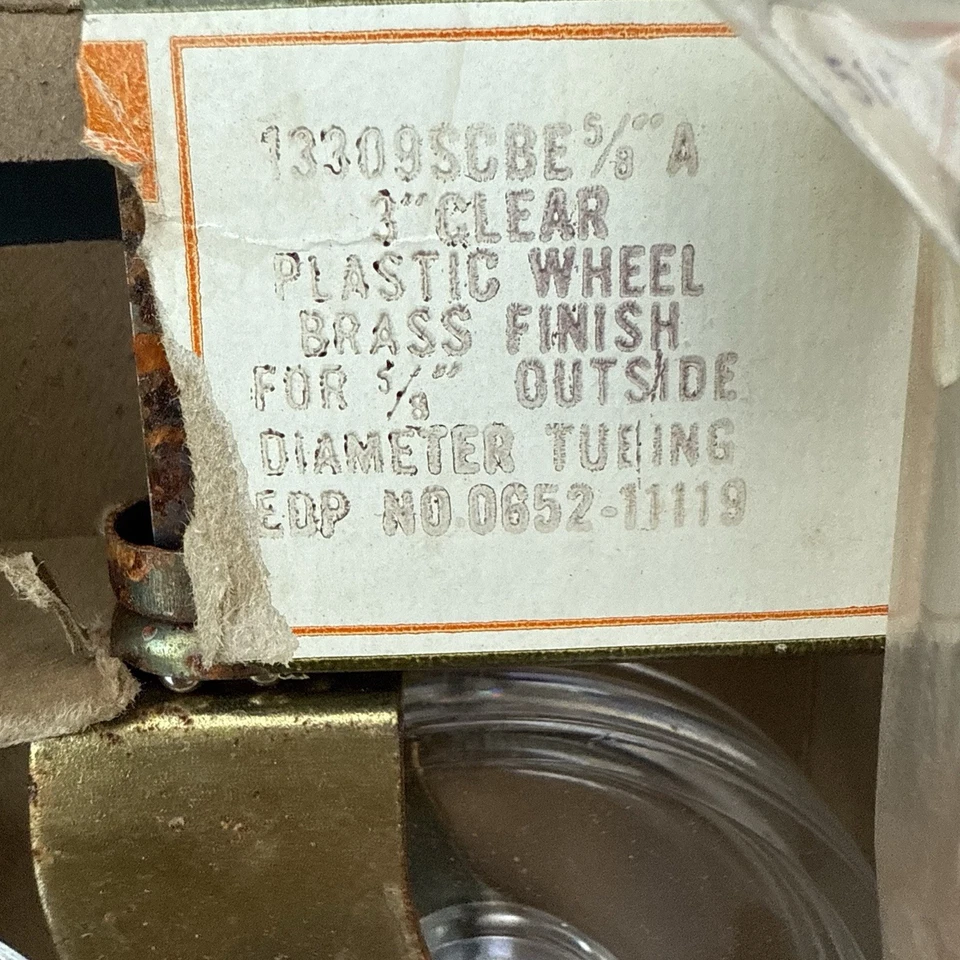 13309SCBE 5/8" A
3" CLEAR
PLASTIC WHEEL
BRASS FINISH
FOR 5/8" OUTSIDE
DIAMETER TUBING
EDP NO.0652-11119